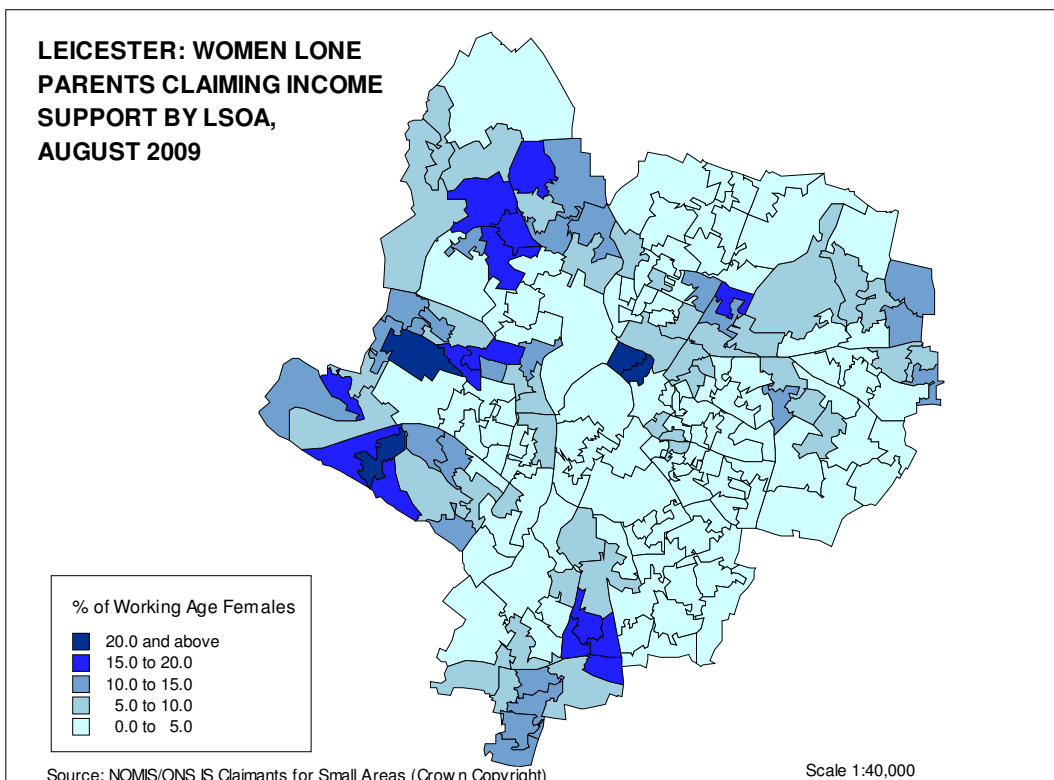 LEICESTER: WOMEN LONE
PARENTS CLAIMING INCOME
SUPPORT BY LSOA,
AUGUST 2009
% of Working Age Females
20.0 and above
15.0 to 20.0
10.0 to 15.0
5.0 to 10.0
0.0 to 5.0
Source: NOMIS/ONS IS Claimants for Small Areas (Crown Copyright)
Scale 1:40,000